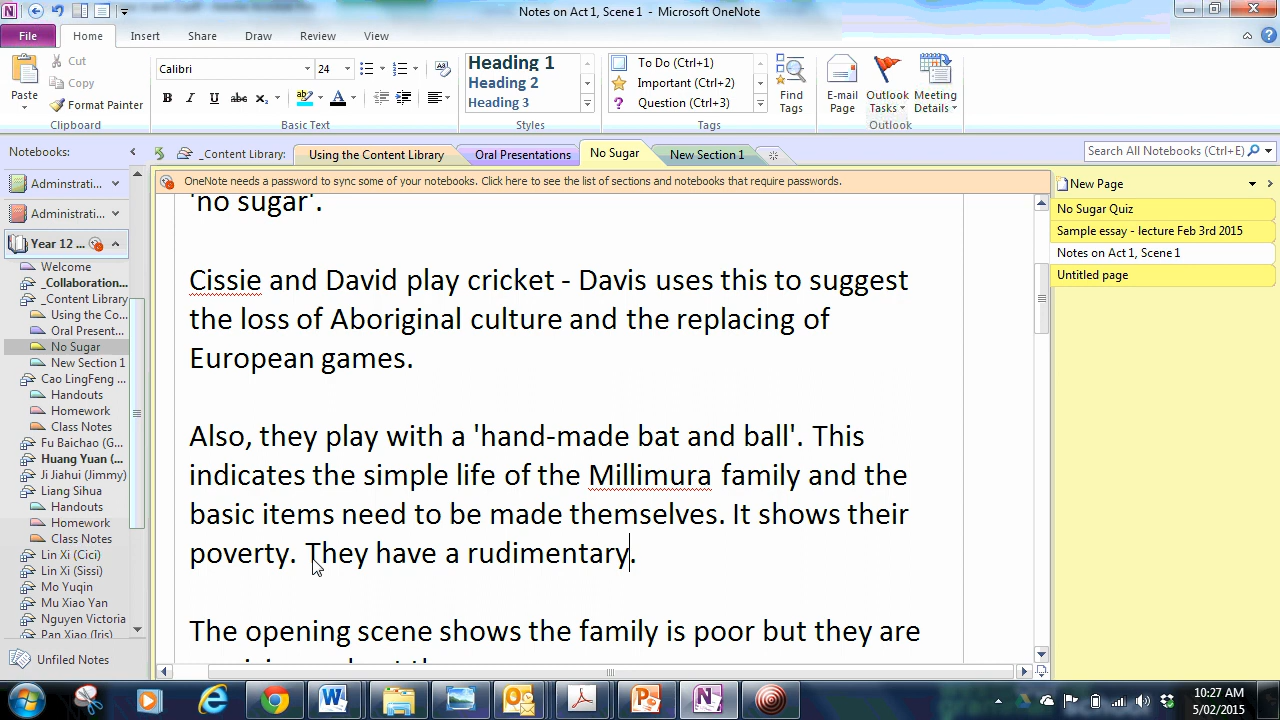 Notes on Act 1, Scene 1 - Microsoft OneNote
File Home Insert Share Draw Review View
Paste
Cut
Copy
Format Painter
Clipboard
Calibri 24
B I U abc X₂ A
Basic Text
Heading 1
Heading 2
Heading 3
Styles
To Do (Ctrl+1)
Important (Ctrl+2)
? Question (Ctrl+3)
Tags
Find Tags
E-mail Page
Outlook Tasks
Meeting Details
Outlook
Notebooks:
_Content Library:
Using the Content Library
Oral Presentations
No Sugar
New Section 1
Search All Notebooks (Ctrl+E)
OneNote needs a password to sync some of your notebooks. Click here to see the list of sections and notebooks that require passwords.
Adminstrati...
Administrati...
Year 12 ...
Welcome
_Collaboration...
_Content Library
Using the Co...
Oral Present...
No Sugar
New Section 1
Cao LingFeng ...
Handouts
Homework
Class Notes
Fu Baichao (G...
Huang Yuan (...
Ji Jiahui (Jimmy)
Liang Sihua
Handouts
Homework
Class Notes
Lin Xi (Cici)
Lin Xi (Sissi)
Mo Yuqin
Mu Xiao Yan
Nguyen Victoria
Pan Xiao (Iris)
Unfiled Notes
'no sugar'.
Cissie and David play cricket - Davis uses this to suggest
the loss of Aboriginal culture and the replacing of
European games.
Also, they play with a 'hand-made bat and ball'. This
indicates the simple life of the Millimura family and the
basic items need to be made themselves. It shows their
poverty. They have a rudimentary.
The opening scene shows the family is poor but they are
New Page
No Sugar Quiz
Sample essay - lecture Feb 3rd 2015
Notes on Act 1, Scene 1
Untitled page
10:27 AM
5/02/2015